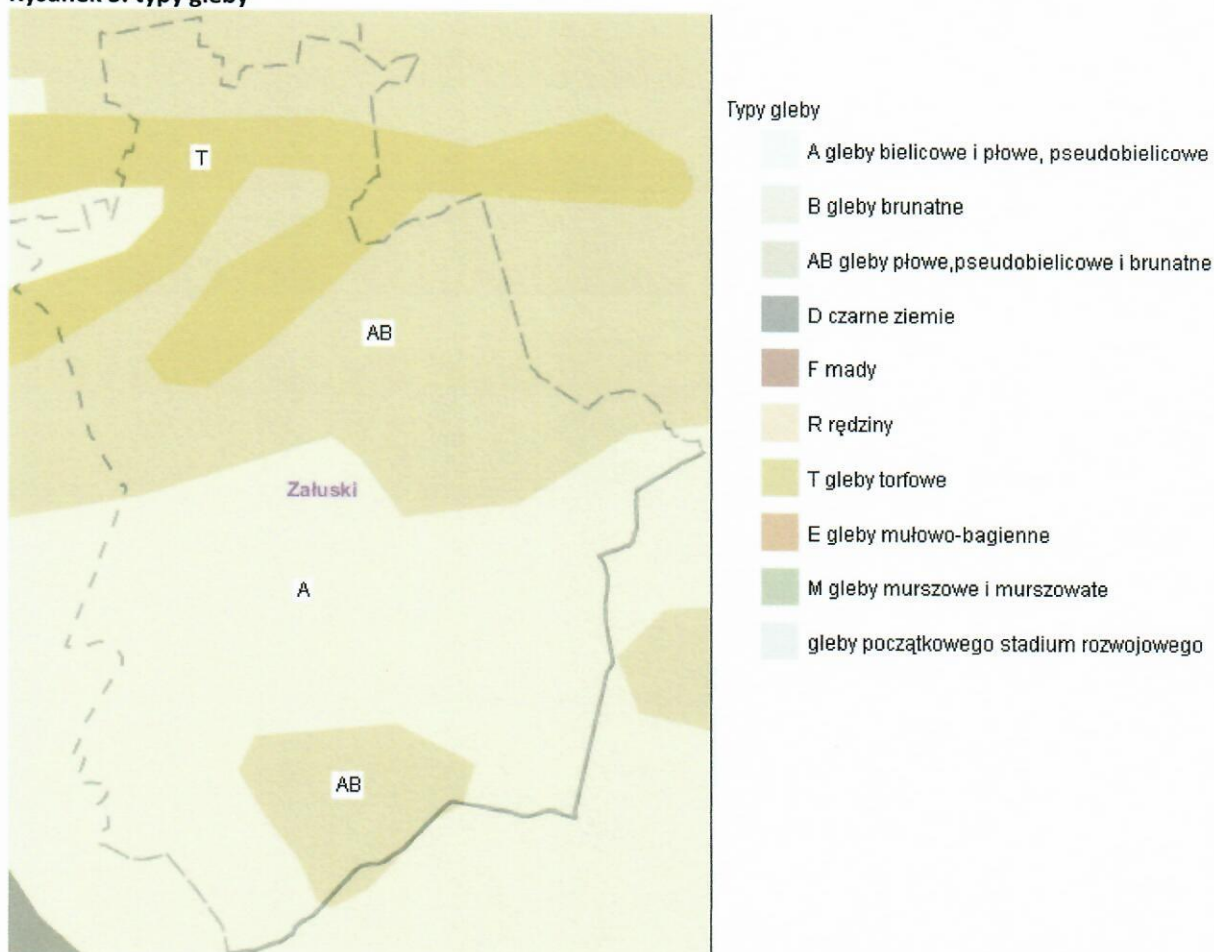 T
AB
Załuski
A
AB
Typy gleby
A gleby bielicowe i płowe, pseudobielicowe
B gleby brunatne
AB gleby płowe,pseudobielicowe i brunatne
D czarne ziemie
F mady
R rędziny
T gleby torfowe
E gleby mułowo-bagienne
M gleby murszowe i murszowate
gleby początkowego stadium rozwojowego